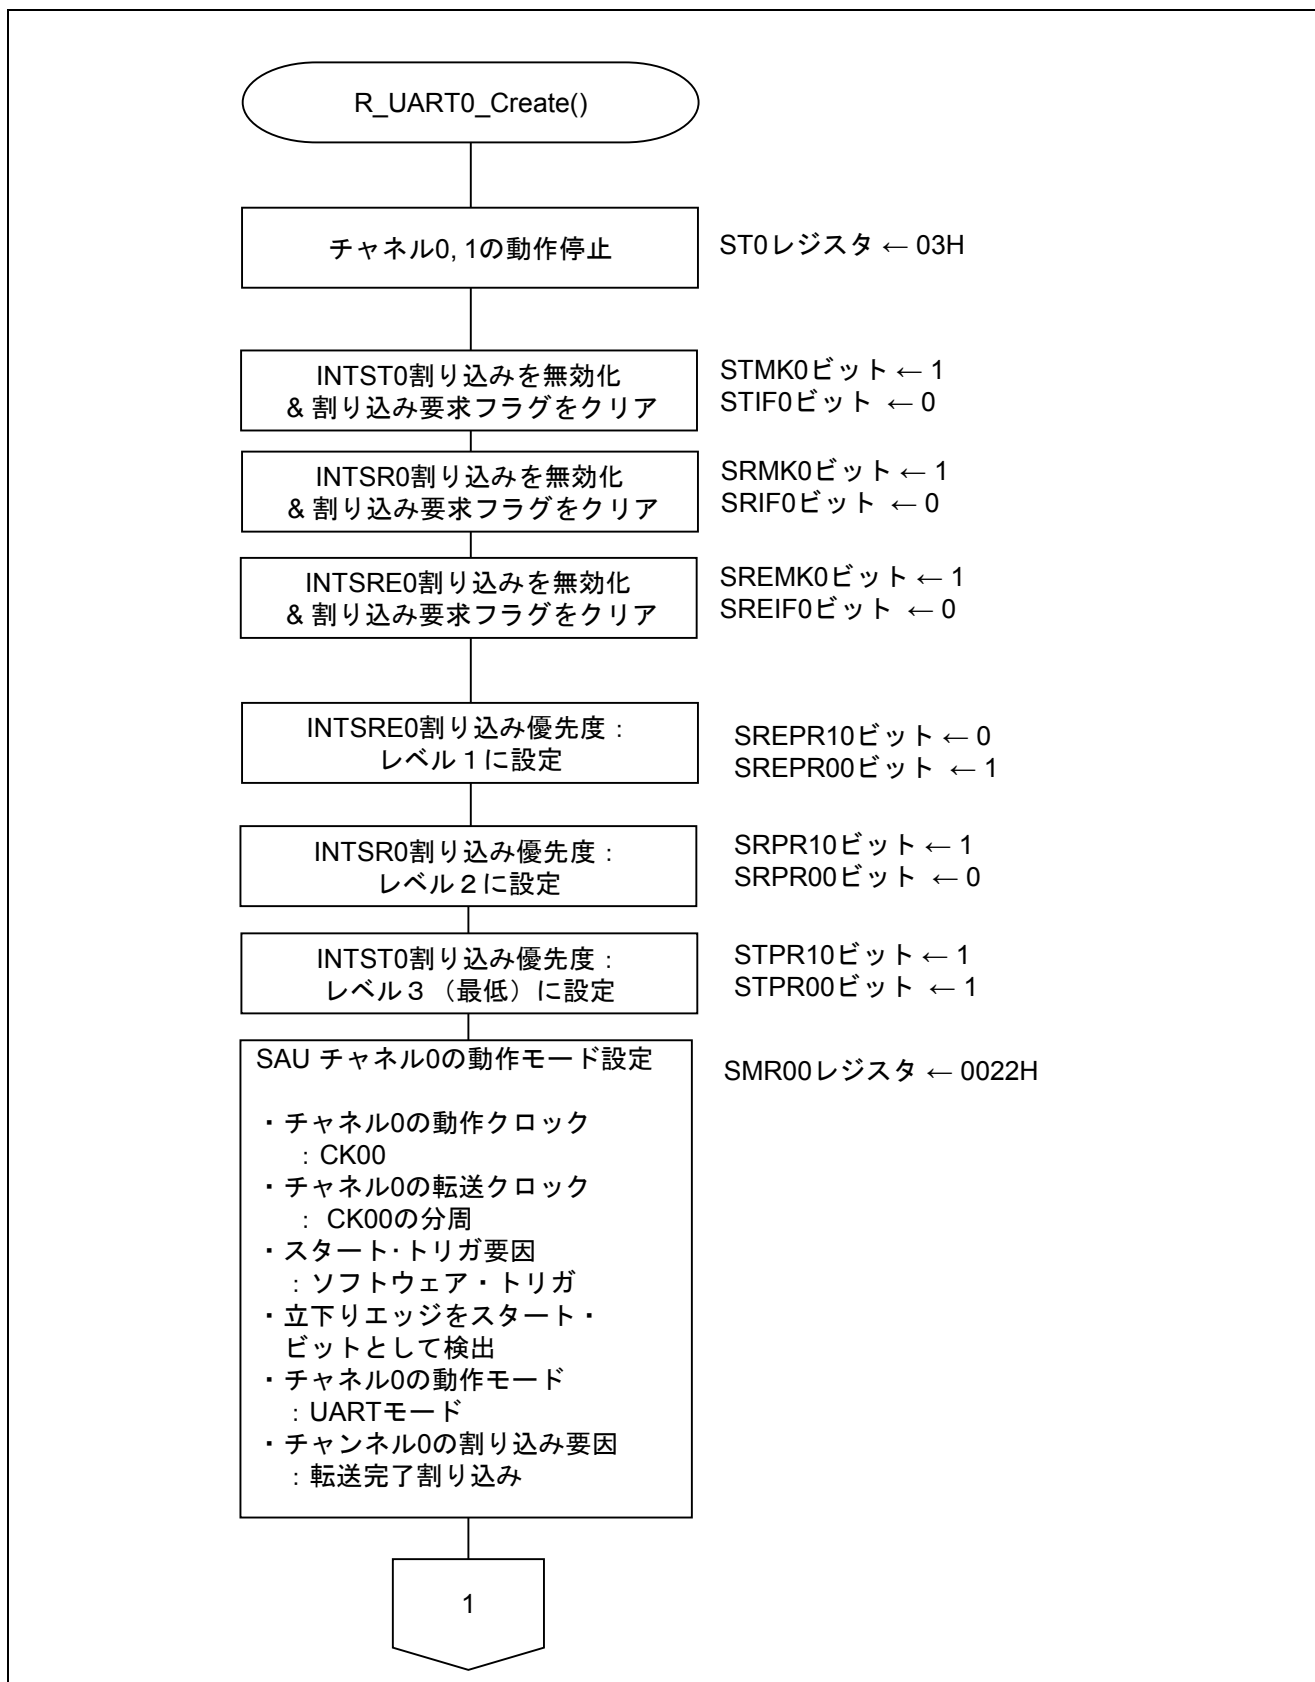 R_UART0_Create()
チャネル0, 1の動作停止
ST0レジスタ ← 03H
INTST0割り込みを無効化
& 割り込み要求フラグをクリア
STMK0ビット ← 1
STIF0ビット ← 0
INTSR0割り込みを無効化
& 割り込み要求フラグをクリア
SRMK0ビット ← 1
SRIF0ビット ← 0
INTSRE0割り込みを無効化
& 割り込み要求フラグをクリア
SREMK0ビット ← 1
SREIF0ビット ← 0
INTSRE0割り込み優先度：
レベル１に設定
SREPR10ビット ← 0
SREPR00ビット ← 1
INTSR0割り込み優先度：
レベル２に設定
SRPR10ビット ← 1
SRPR00ビット ← 0
INTST0割り込み優先度：
レベル３（最低）に設定
STPR10ビット ← 1
STPR00ビット ← 1
SAU チャネル0の動作モード設定
SMR00レジスタ ← 0022H
・チャネル0の動作クロック
：CK00
・チャネル0の転送クロック
： CK00の分周
・スタート･トリガ要因
：ソフトウェア・トリガ
・立下りエッジをスタート・
ビットとして検出
・チャネル0の動作モード
：UARTモード
・チャンネル0の割り込み要因
：転送完了割り込み
1